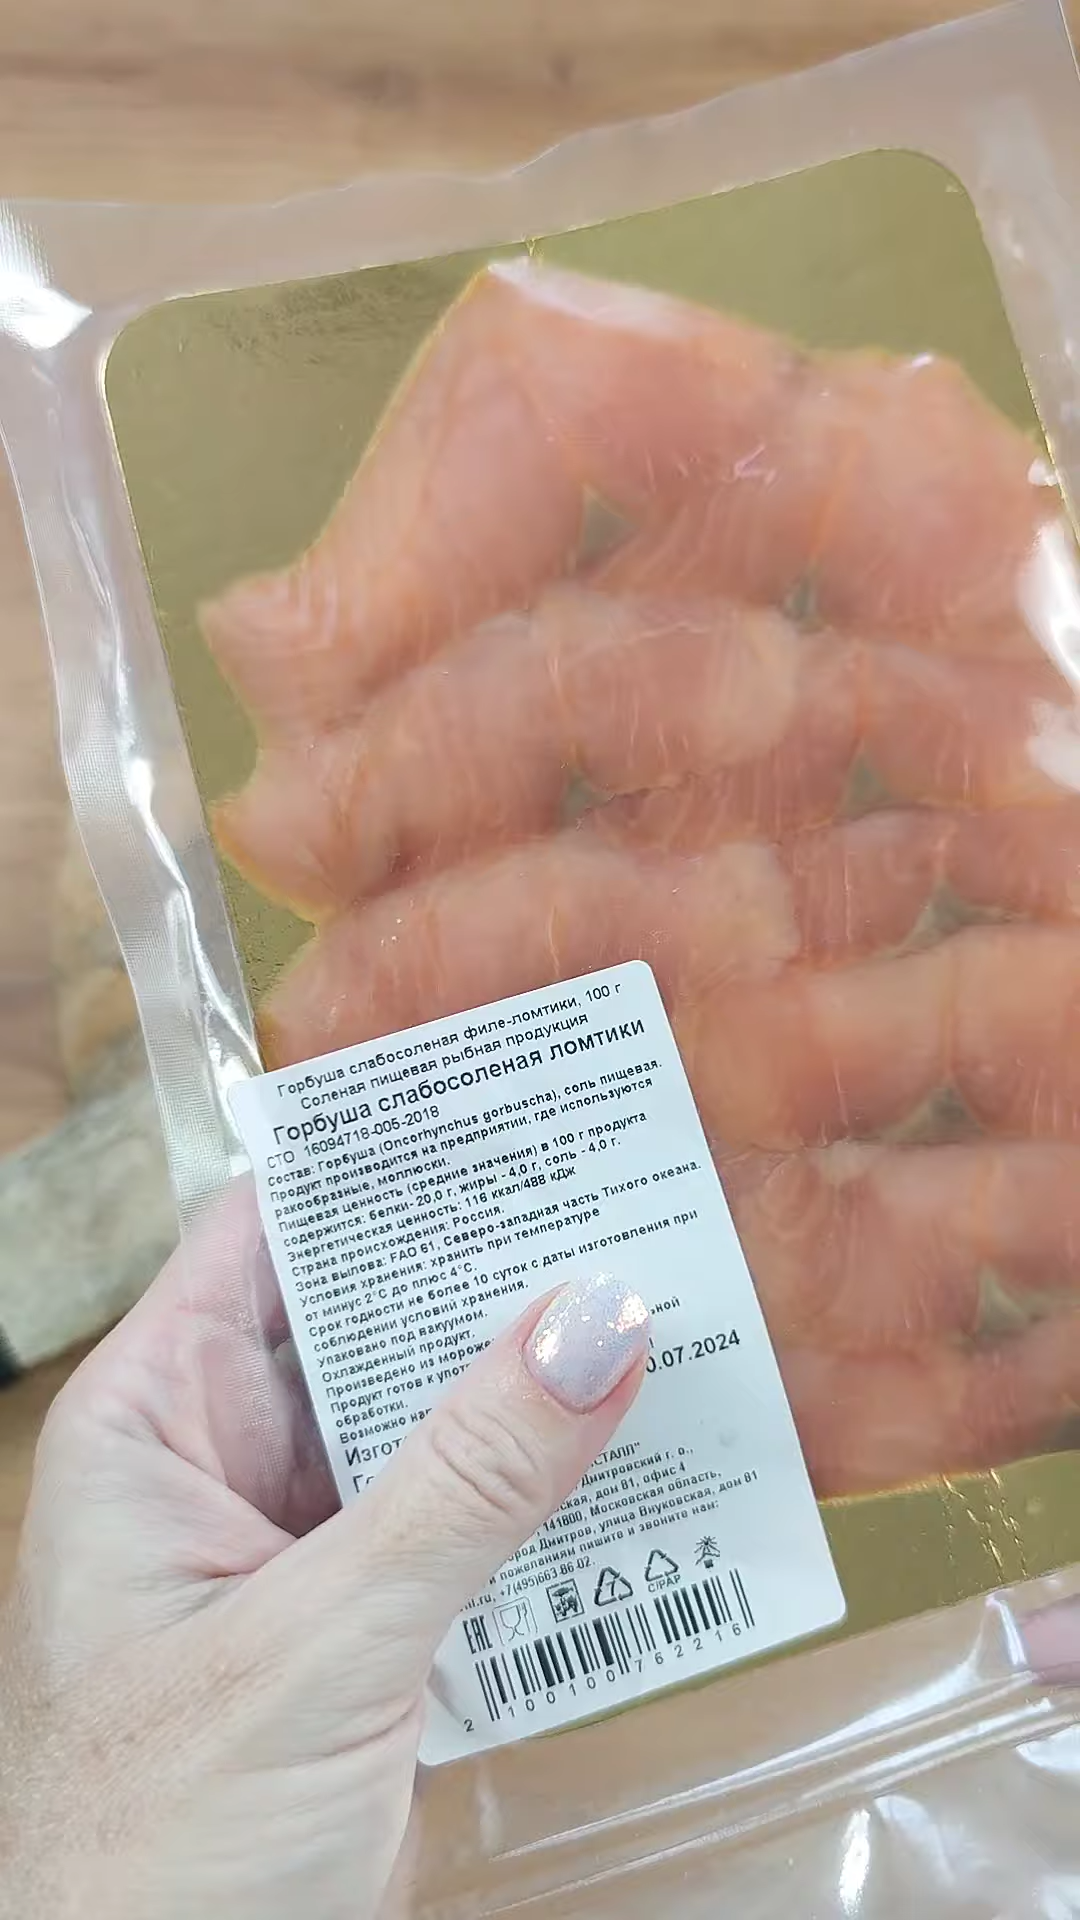 Горбуша слабосоленая филе-ломтики, 100 г
Соленая пищевая рыбная продукция
Горбуша слабосоленая ломтики
СТО 16094718-005-2018
Состав: Горбуша (Oncorhynchus gorbuscha), соль пищевая.
Продукт производится на предприятии, где используются
ракообразные, моллюски.
Пищевая ценность (средние значения) в 100 г продукта
содержится: белки- 20,0 г, жиры - 4,0 г, соль - 4,0 г.
Энергетическая ценность: 116 ккал/488 кДж
Страна происхождения: Россия.
Зона вылова: FAO 61, Северо-западная часть Тихого океана.
Условия хранения: хранить при температуре
от минус 2°С до плюс 4°С.
Срок годности не более 10 суток с даты изготовления при
соблюдении условий хранения.
Упаковано под вакуумом.
Охлажденный продукт.
Произведено из
Продукт готов к
обработки.
Возможно
0.07.2024
Дмитровский г. о.,
дом 81, офис 4
141800, Московская область,
Дмитров, улица Внуковская, дом 81
и пожеланиям пишите и звоните нам:
+7(495)663-86-02.
EAC
7
C/PAP
2 100100 762216